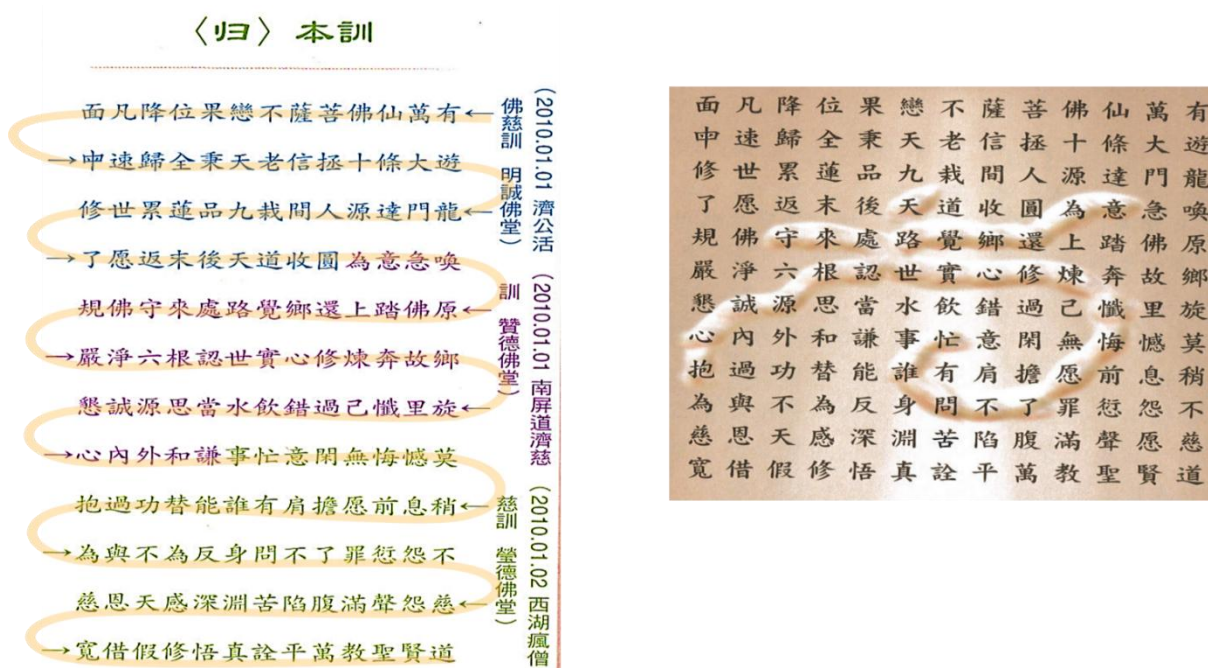 〈归〉本訓
面凡降位果戀不薩菩佛仙萬有←
→中速歸全秉天老信拯十條大遊
修世累蓮品九栽間人源達門龍←
→了愿返末後天道收圓為意急喚
規佛守來處路覺鄉還上踏佛原←
→嚴淨六根認世實心修煉奔故鄉
懇誠源思當水飲錯過己懺里旋←
→心內外和謙事忙意閑無悔憾莫
抱過功替能誰有肩擔愿前息稍←
→為與不為反身問不了罪愆怨不
慈恩天感深淵苦陷腹滿聲怨慈←
→寬借假修悟真詮平萬教聖賢道
(2010.01.01 濟公活
佛慈訓 明誠佛堂)
(2010.01.01 南屏道濟慈
訓 贊德佛堂)
(2010.01.02 西湖瘋僧
慈訓 瑩德佛堂)
面凡降位果戀不薩菩佛仙萬有
中速歸全秉天老信拯十條大遊
修世累蓮品九栽間人源達門龍
了愿返末後天道收圓為意急喚
規佛守來處路覺鄉還上踏佛原
嚴淨六根認世實心修煉奔故鄉
懇誠源思當水飲錯過己懺里旋
心內外和謙事忙意閑無悔憾莫
抱過功替能誰有肩擔愿前息稍
為與不為反身問不了罪愆怨不
慈恩天感深淵苦陷腹滿聲愿慈
寬借假修悟真詮平萬教聖賢道